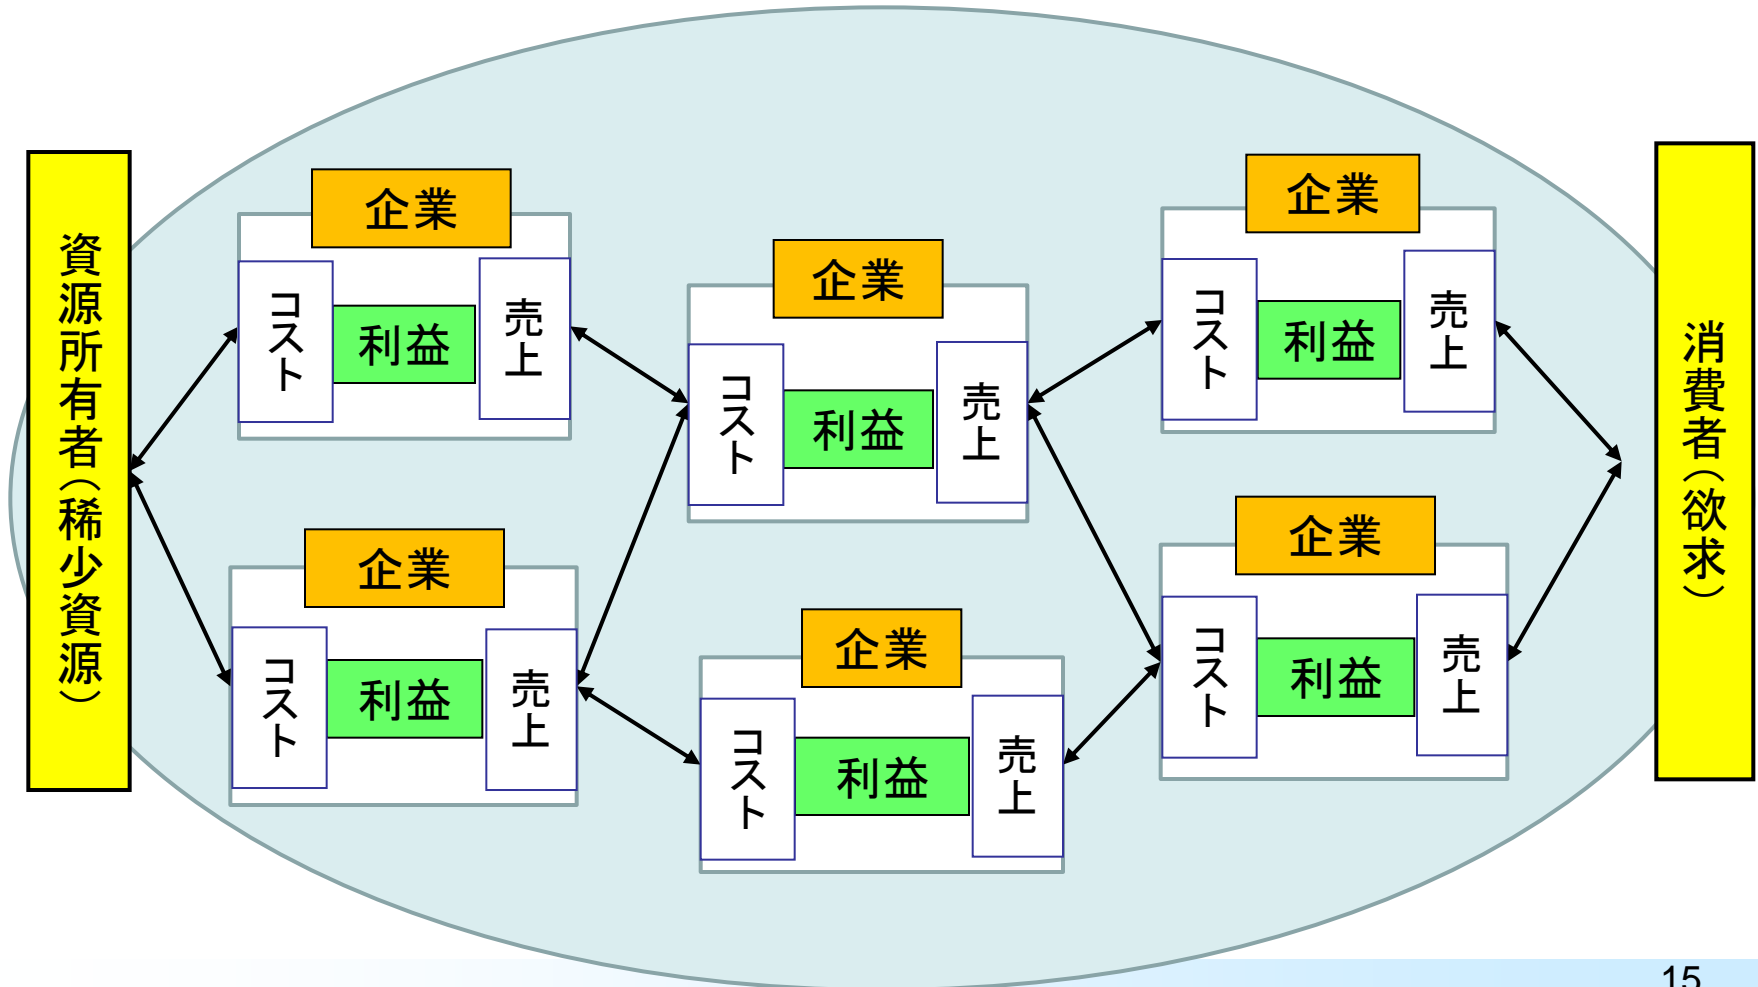 資源所有者（稀少資源）
企業
コスト
利益
売上
企業
コスト
利益
売上
企業
コスト
利益
売上
企業
コスト
利益
売上
企業
コスト
利益
売上
企業
コスト
利益
売上
消費者（欲求）
15